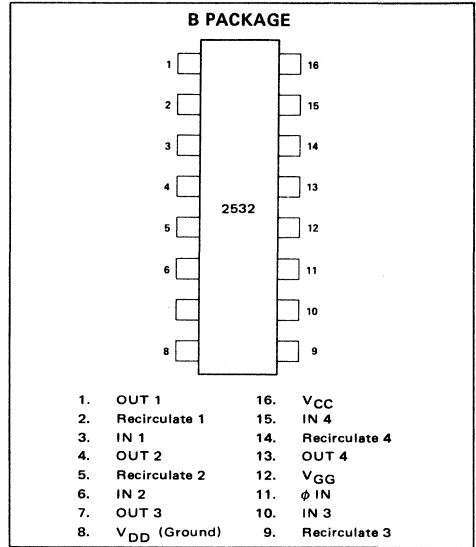 B PACKAGE
1 16
2 15
3 14
4 13
2532
5 12
6 11
10
8 9
1. OUT 1 16. VCC
2. Recirculate 1 15. IN 4
3. IN 1 14. Recirculate 4
4. OUT 2 13. OUT 4
5. Recirculate 2 12. VGG
6. IN 2 11. ϕ IN
7. OUT 3 10. IN 3
8. VDD (Ground) 9. Recirculate 3